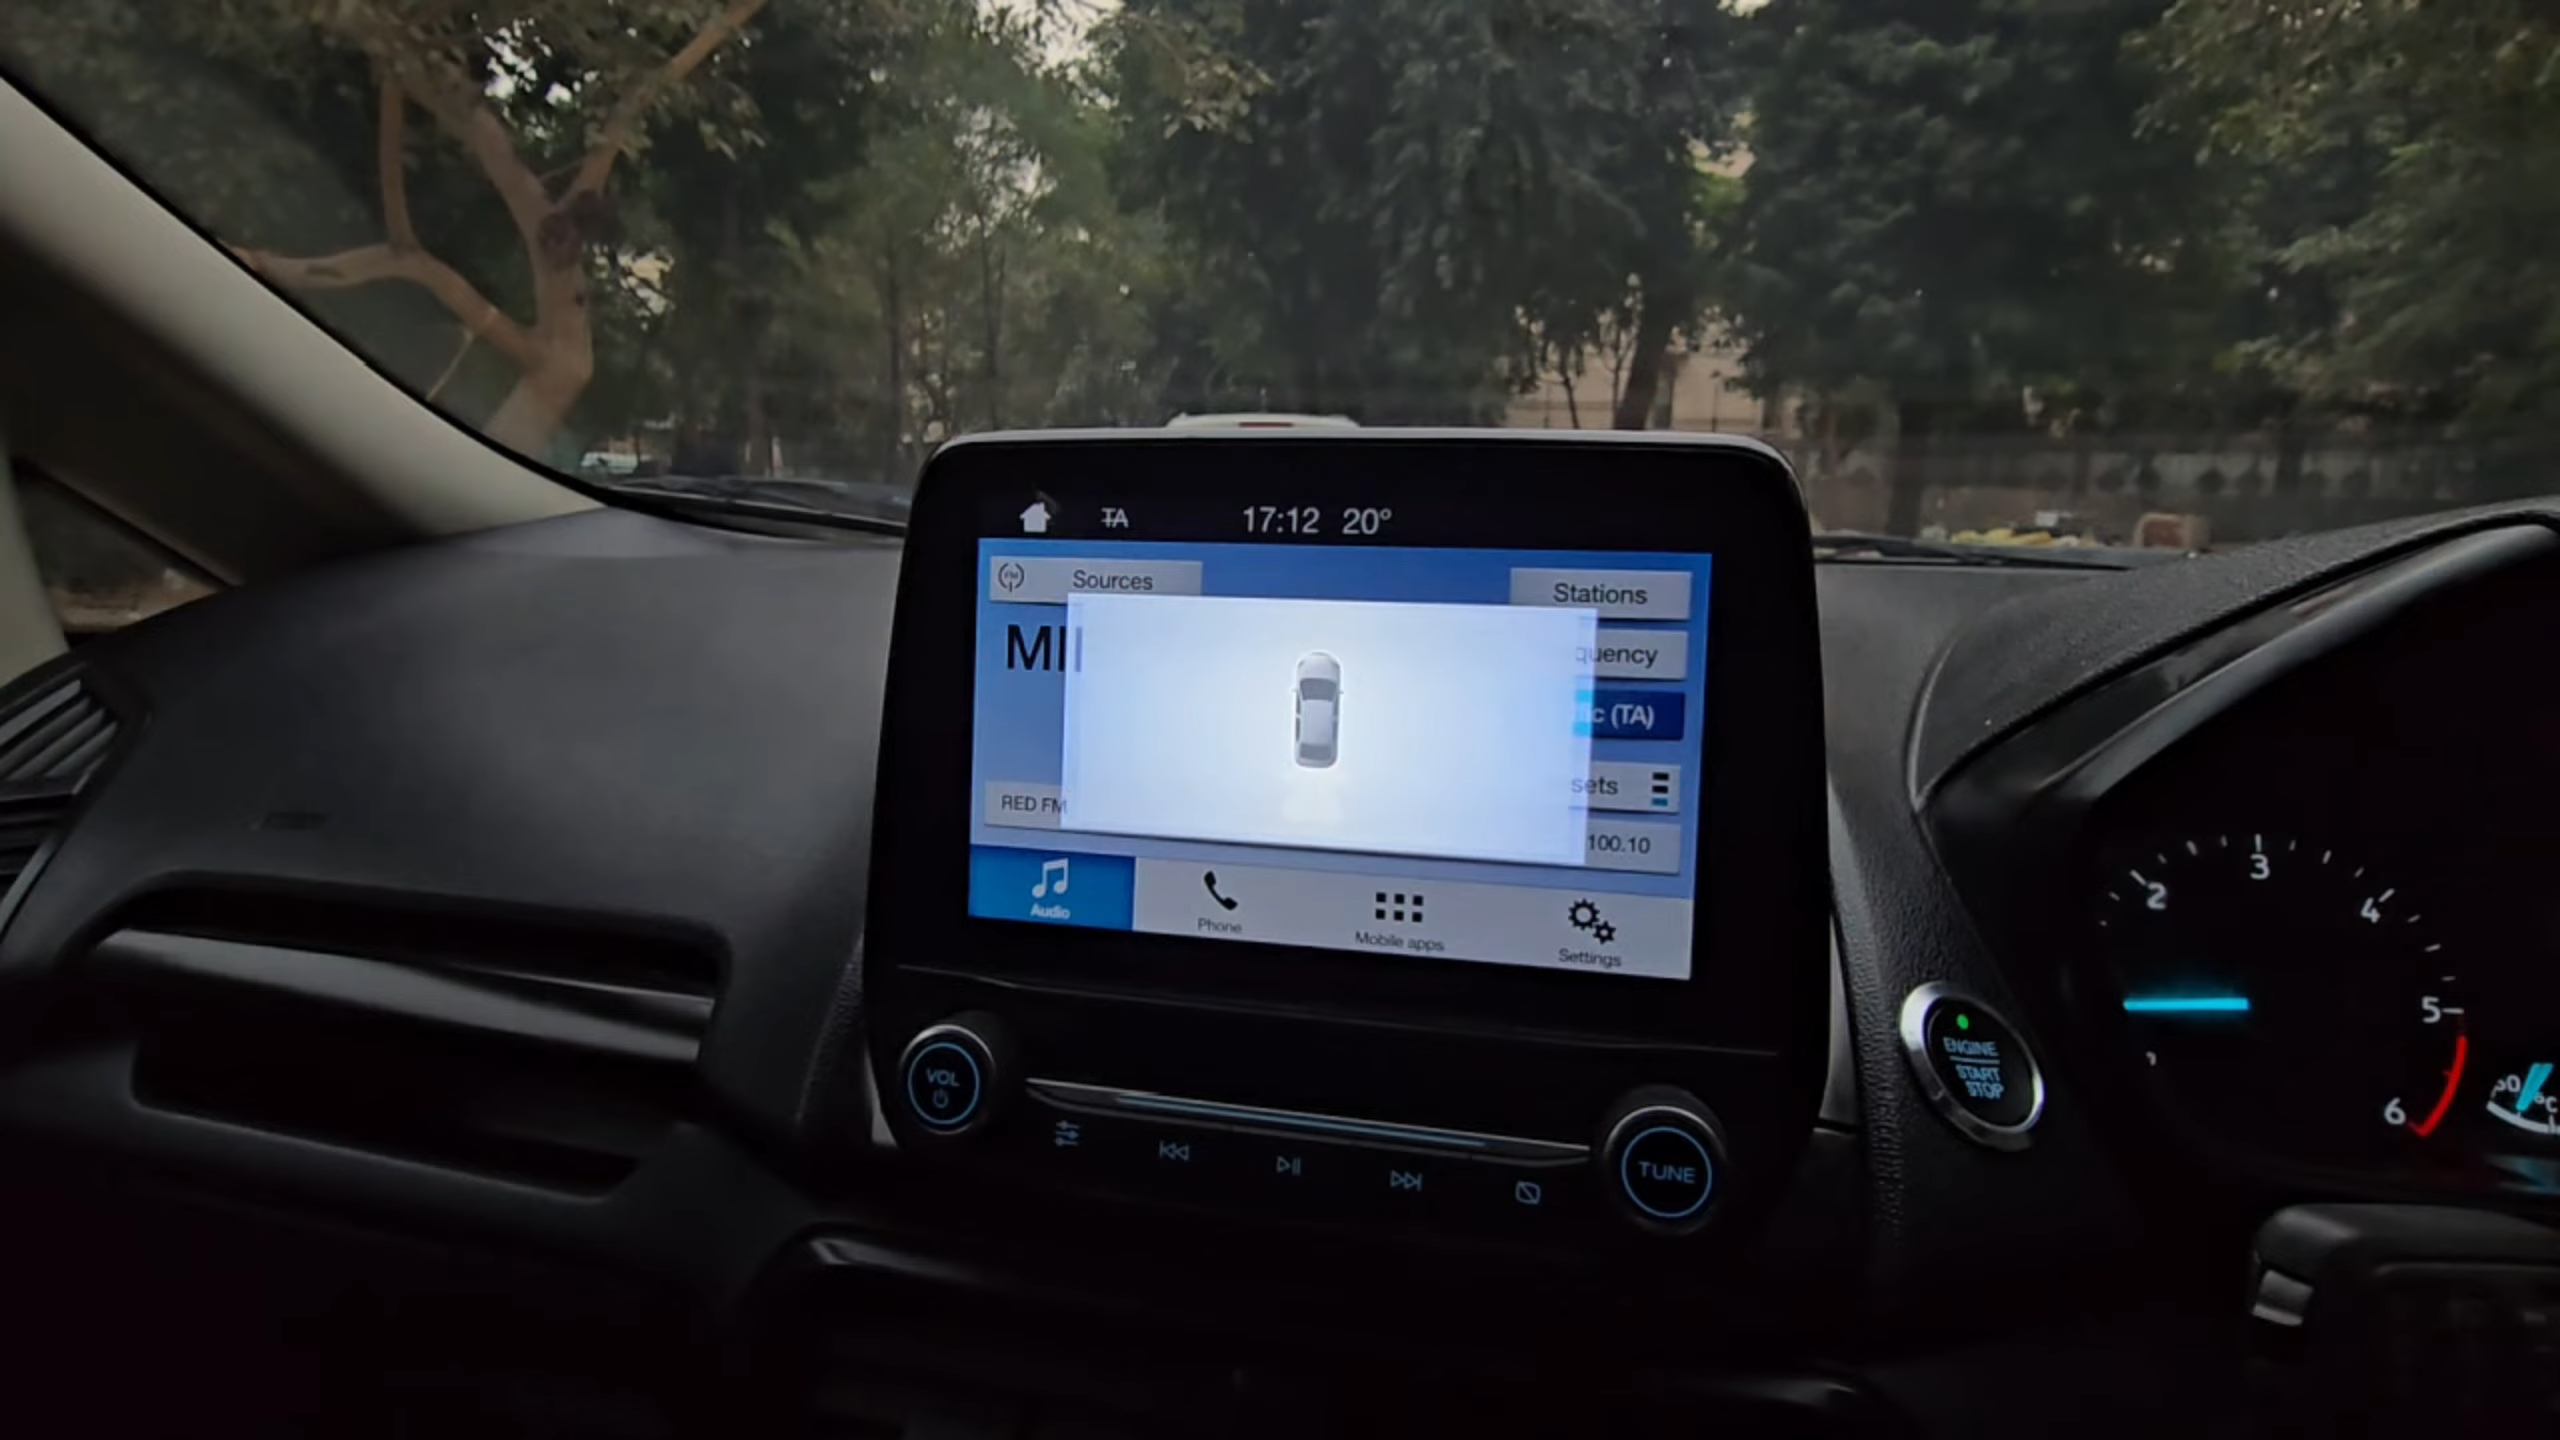 TA 17:12 20°
FM Sources
Stations
quency
(TA)
sets
RED FM
100.10
Audio
Phone
Mobile apps
Settings
VOL
TUNE
ENGINE
START
STOP
2
3
4
5
6
°C